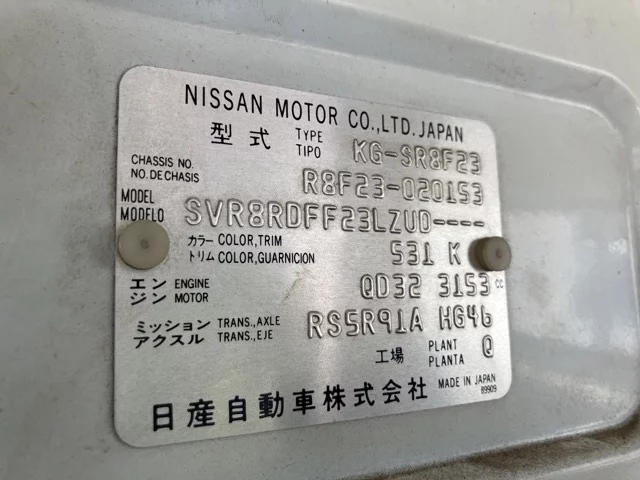 NISSAN MOTOR CO.,LTD. JAPAN
型式 TYPE TIPO KG-SR8F23
CHASSIS NO. NO. DE CHASIS R8F23-020153
MODEL MODELO SVR8RDFF23LZUD----
カラー COLOR,TRIM トリム COLOR,GUARNICION 531 K
エンジン ENGINE MOTOR QD32 3153 cc
ミッション TRANS.,AXLE アクスル TRANS.,EJE RS5R91A HG46
工場 PLANT PLANTA Q
日産自動車株式会社 MADE IN JAPAN 89909